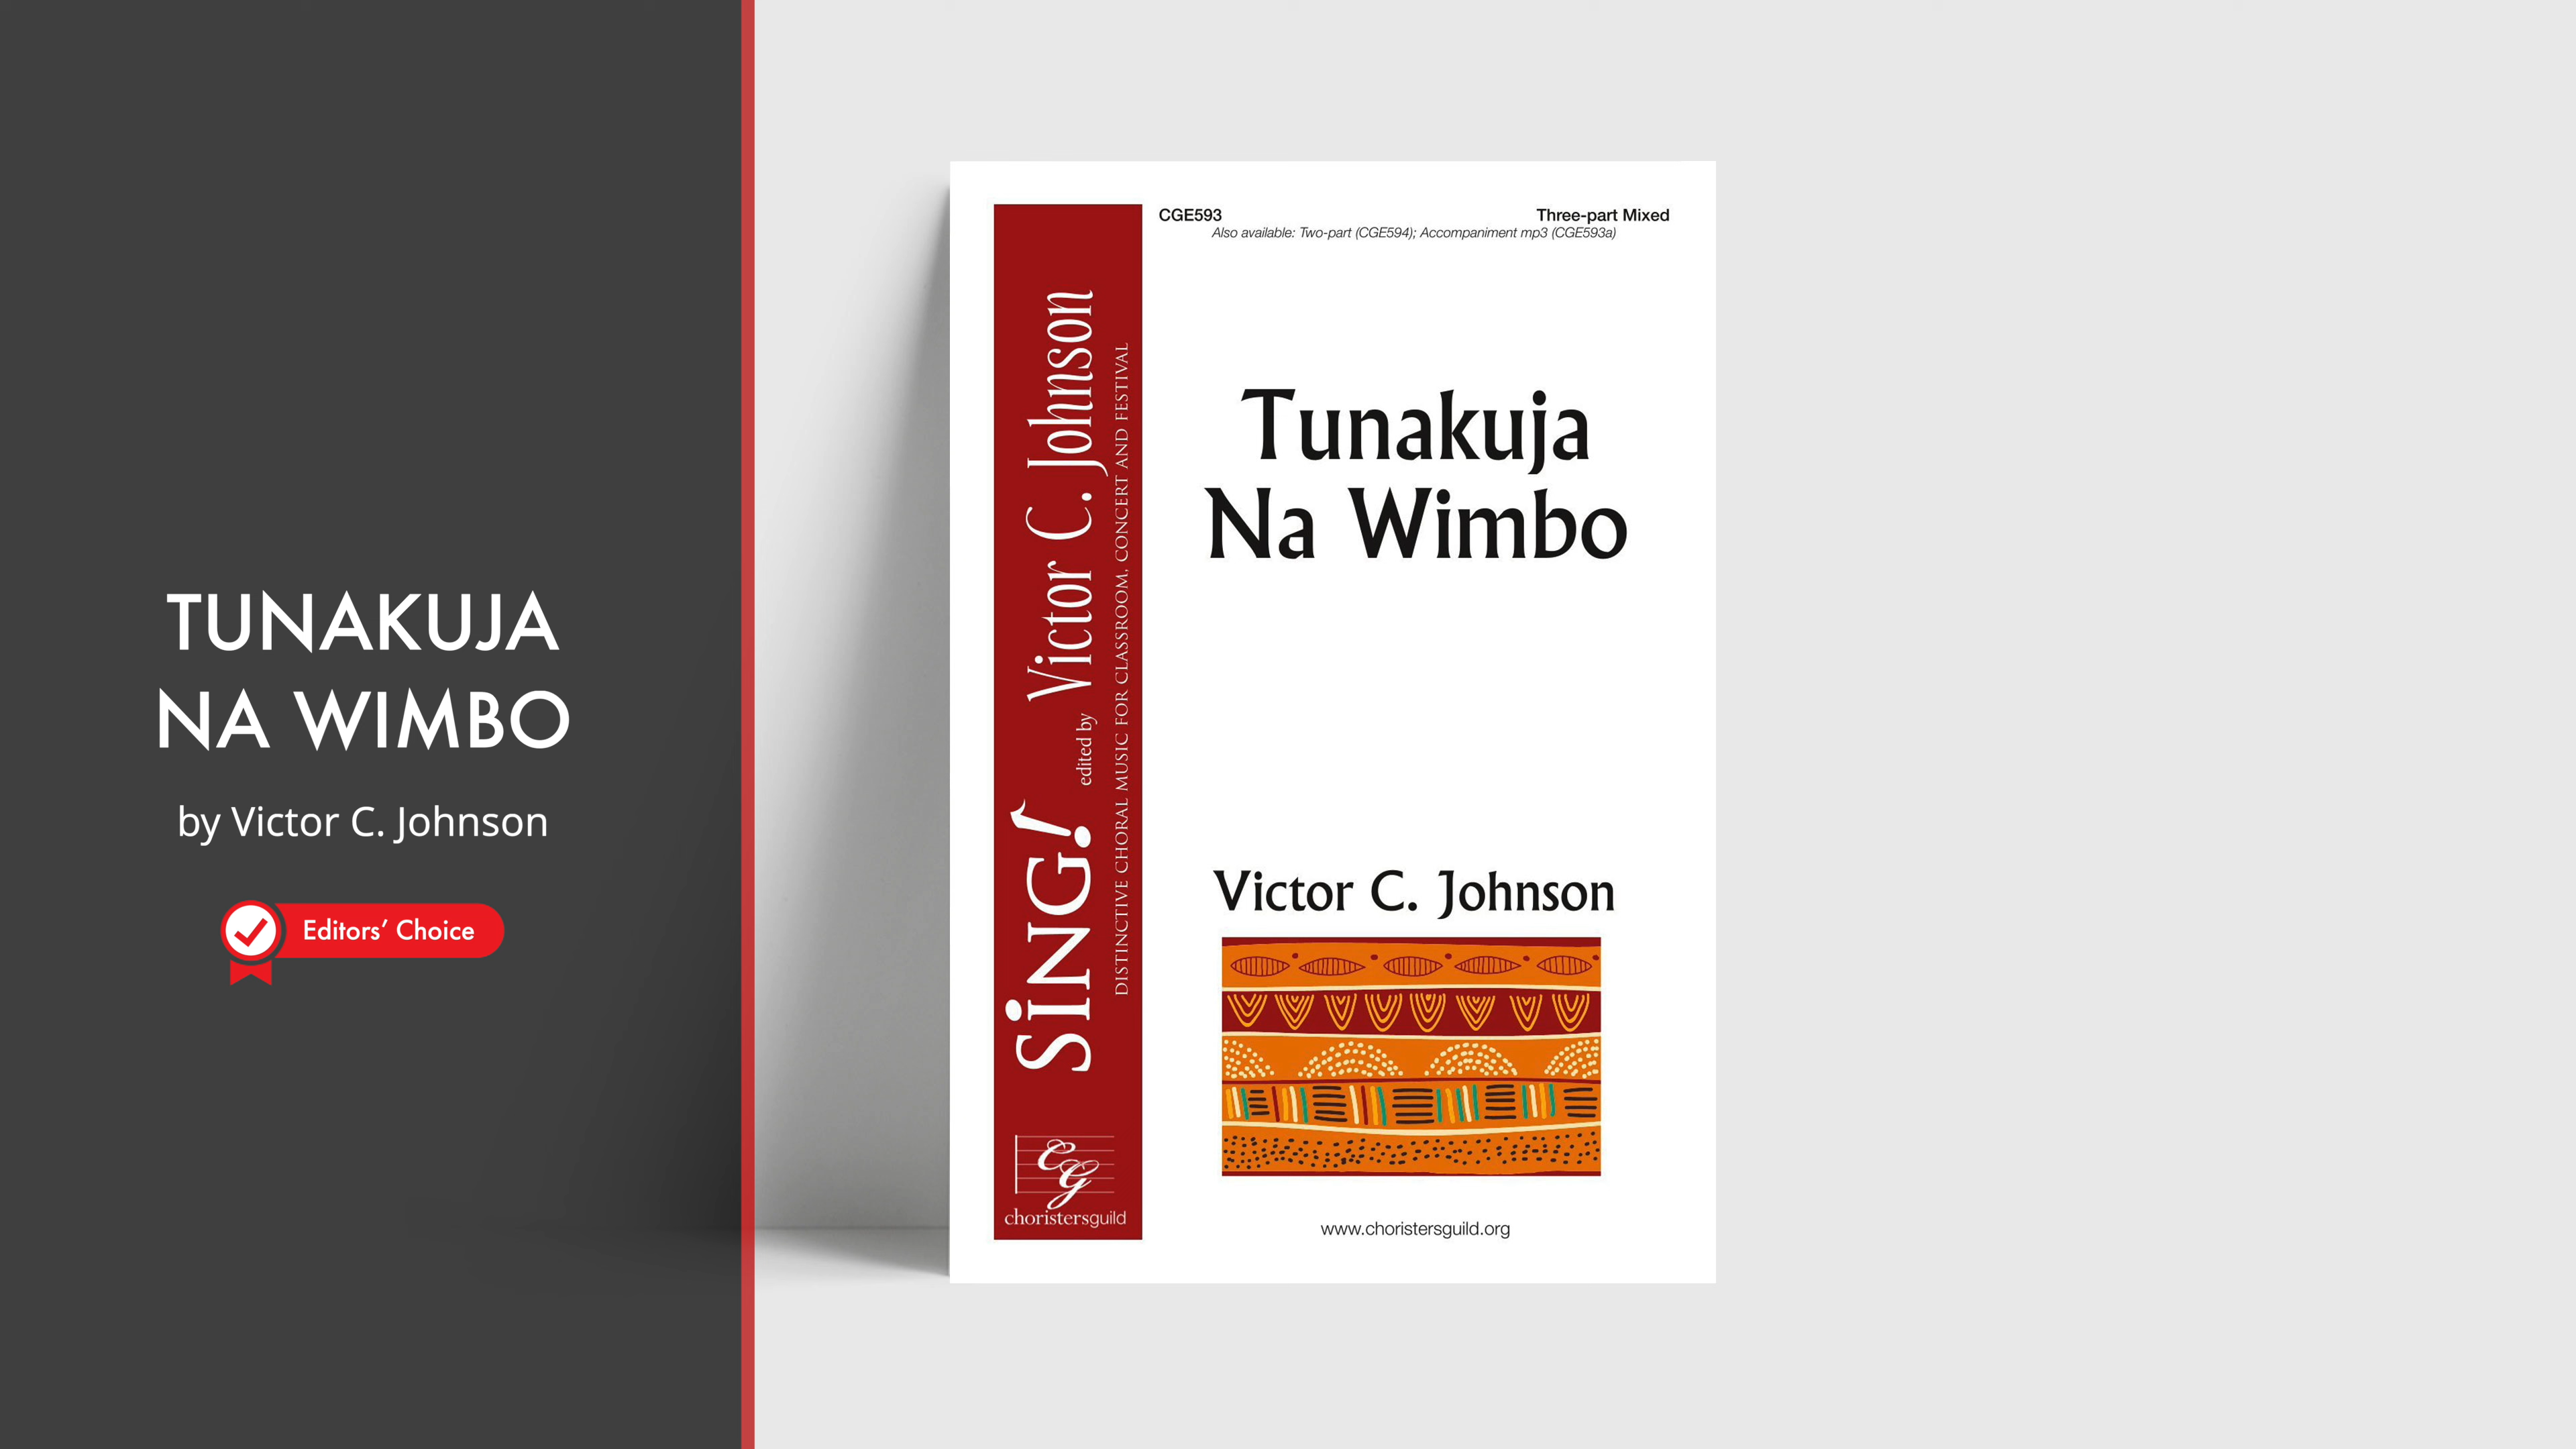 TUNAKUJA
NA WIMBO
by Victor C. Johnson
Editors’ Choice
CGE593
Three-part Mixed
Also available: Two-part (CGE594); Accompaniment mp3 (CGE593a)
Tunakuja
Na Wimbo
Victor C. Johnson
www.choristersguild.org
SiNG! edited by Victor C. Johnson
DISTINCTIVE CHORAL MUSIC FOR CLASSROOM, CONCERT AND FESTIVAL
CG
choristersguild